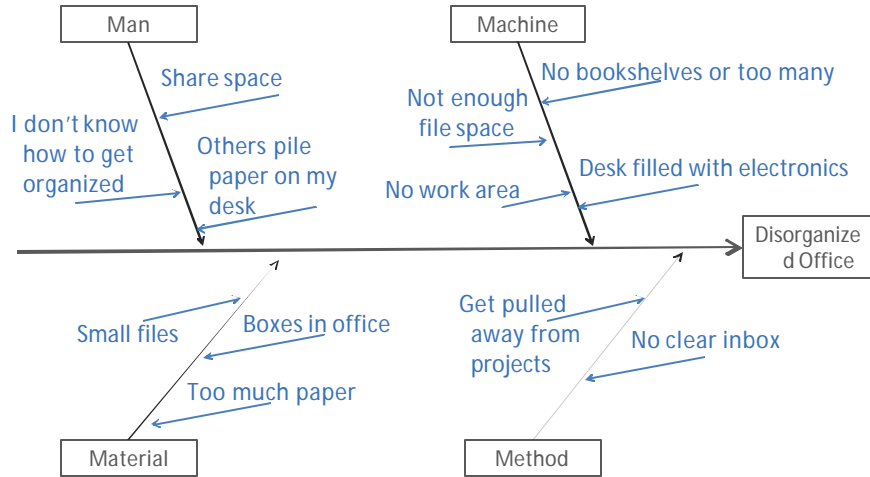 Man
Machine
Share space
No bookshelves or too many
Not enough
file space
I don't know
how to get
organized
Others pile
paper on my
desk
No work area
Desk filled with electronics
Disorganize
d Office
Small files
Boxes in office
Too much paper
Get pulled
away from
projects
No clear inbox
Material
Method